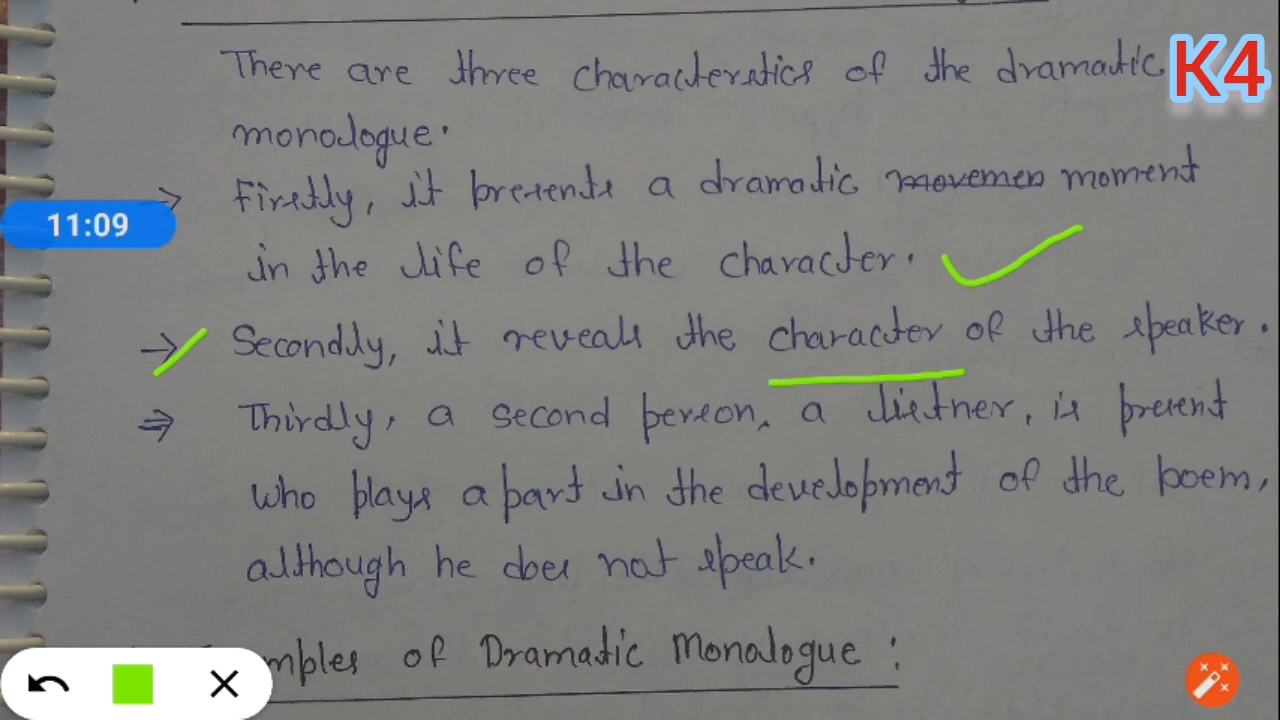 There are three characterstics of the dramatic K4
monologue.
→ Firstly, it presents a dramatic movemen moment
11:09
in the life of the character.
→ Secondly, it reveals the character of the speaker.
⇒ Thirdly, a second person, a listner, is present
who plays a part in the development of the poem,
although he does not speak.
mples of Dramatic Monologue :